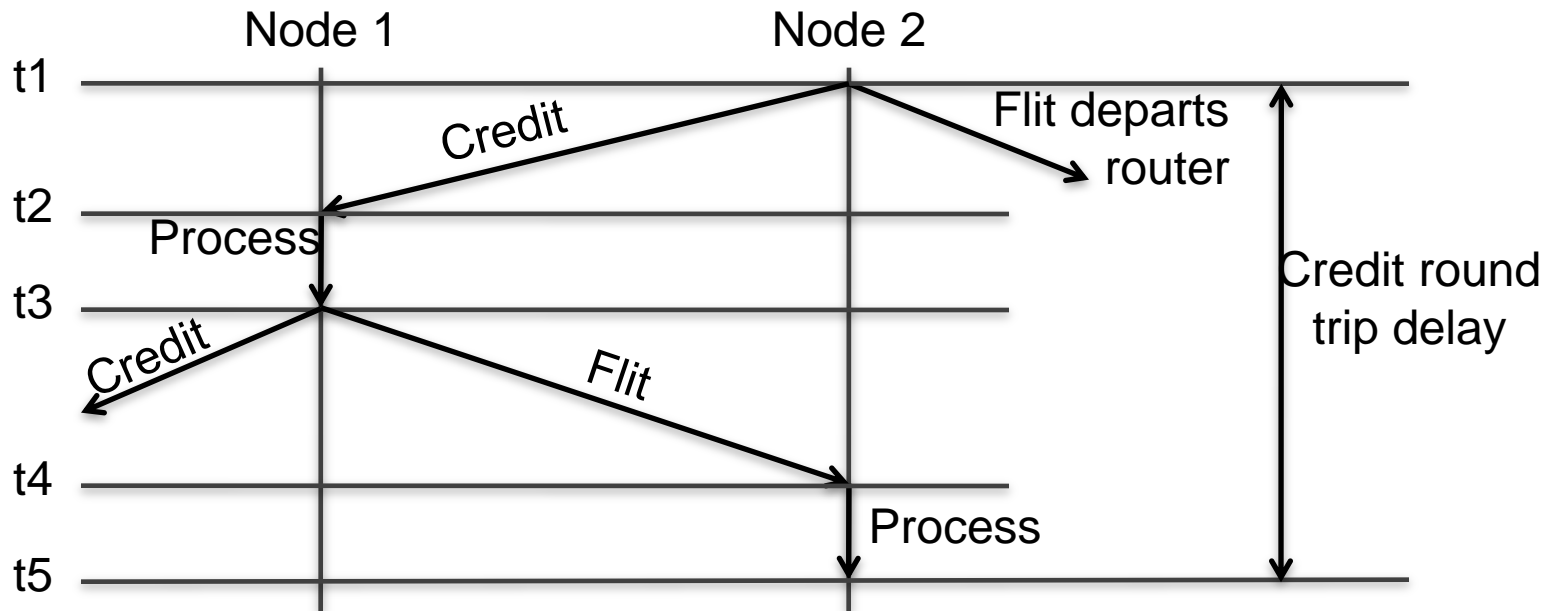 Node 1
Node 2
t1
Credit
Flit departs
router
t2
Process
Credit round
trip delay
t3
Credit
Flit
t4
Process
t5